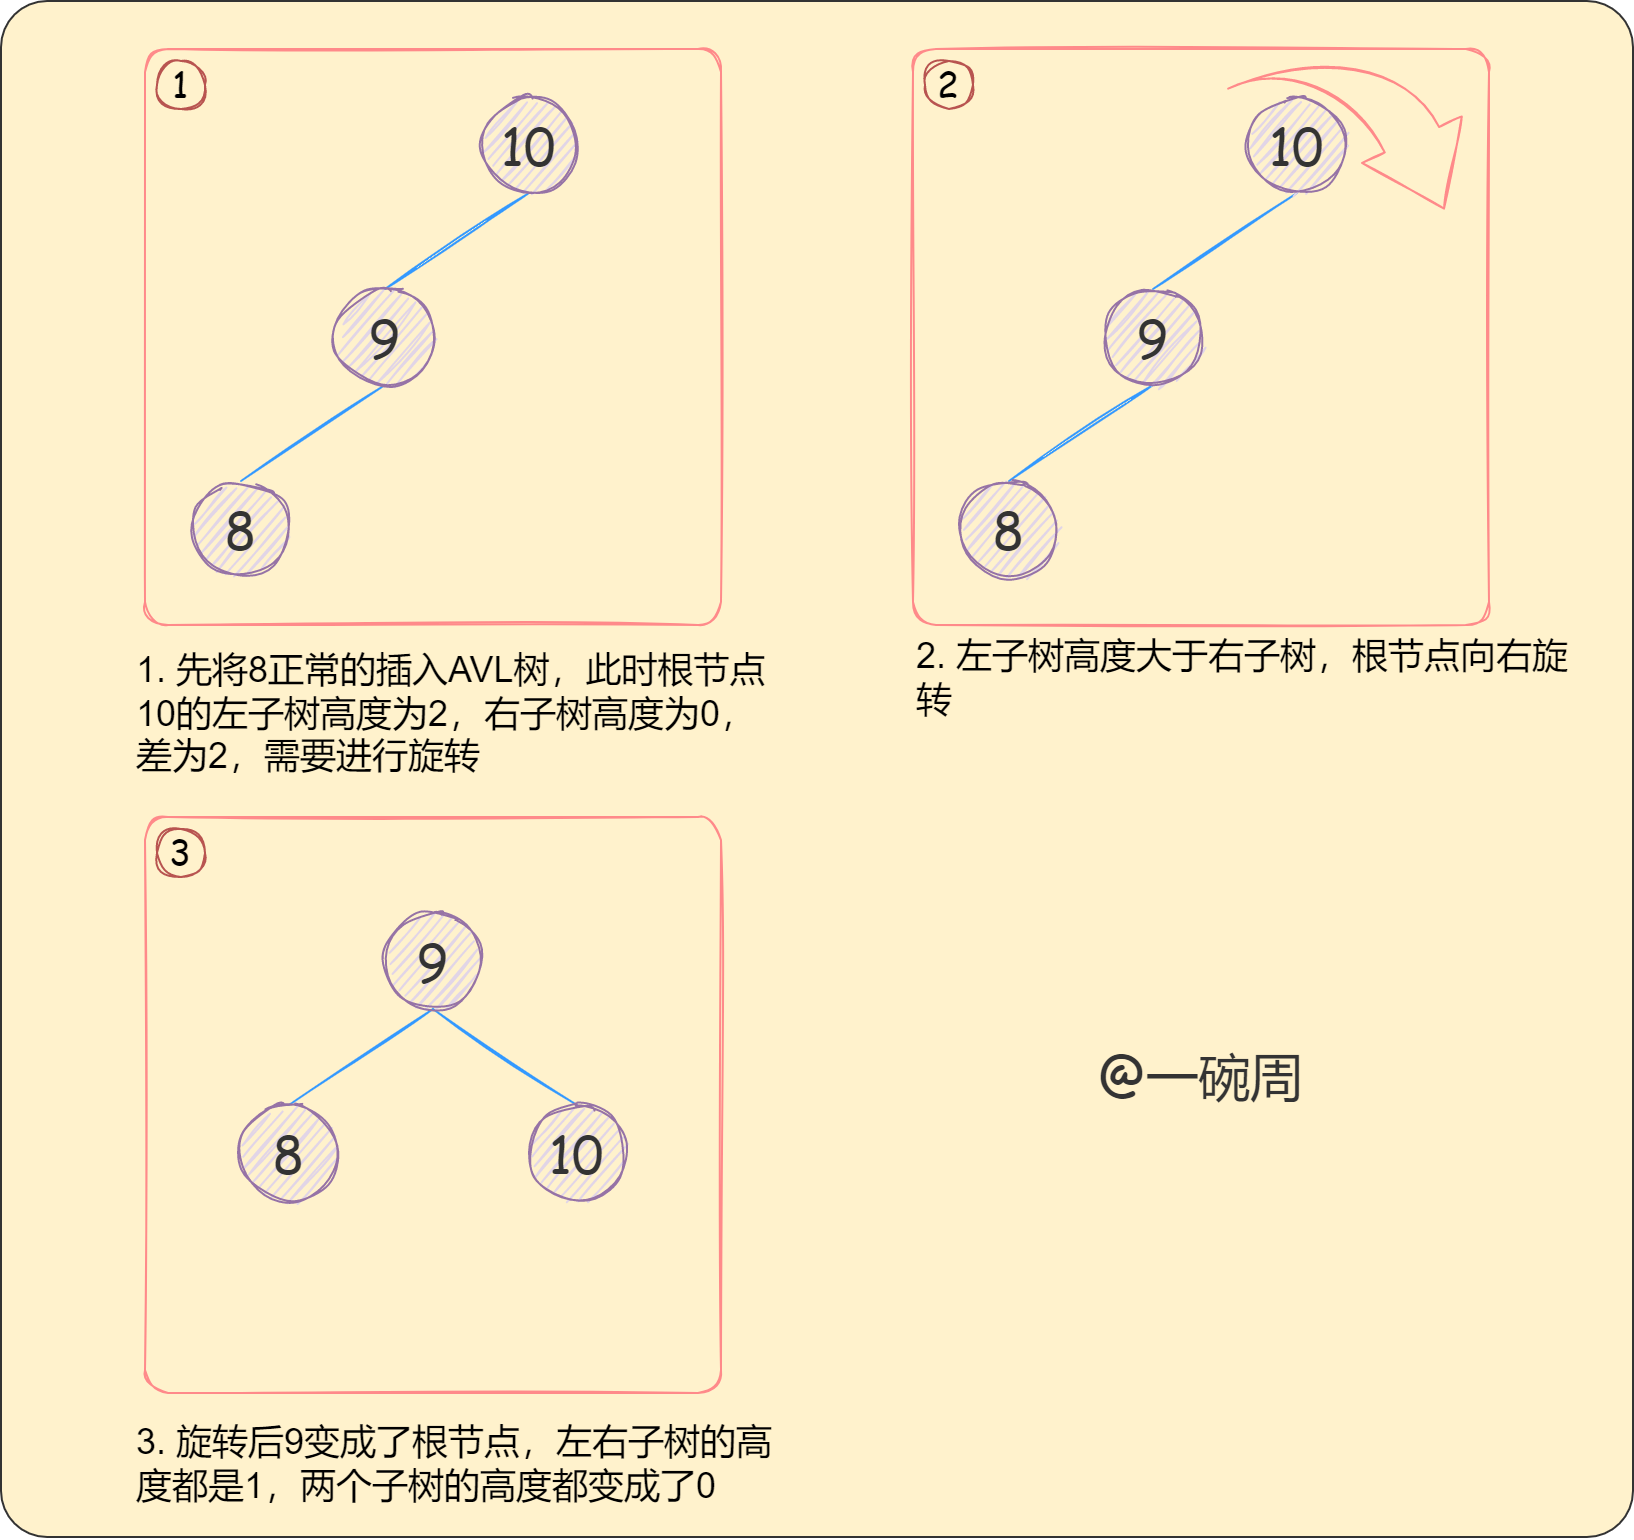 1
10
9
8
1. 先将8正常的插入AVL树，此时根节点
10的左子树高度为2，右子树高度为0，
差为2，需要进行旋转
2
10
9
8
2. 左子树高度大于右子树，根节点向右旋
转
3
9
8
10
3. 旋转后9变成了根节点，左右子树的高
度都是1，两个子树的高度都变成了0
@一碗周